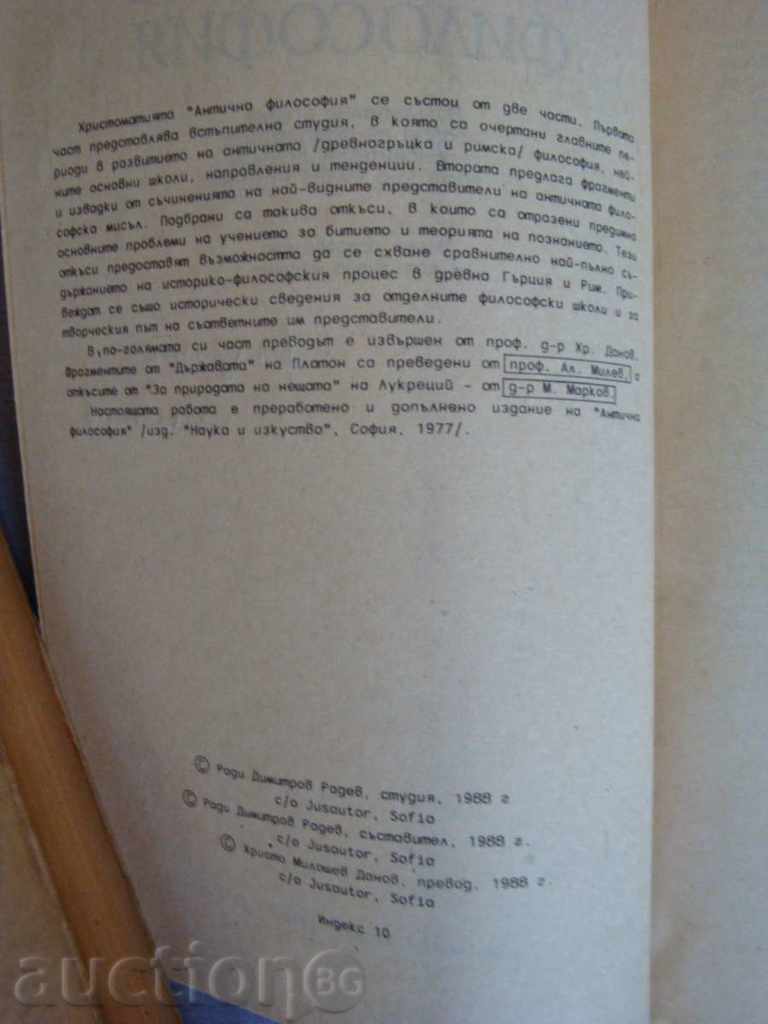 ФИЛОСОФИЯ
Христоматията "Антична философия" се състои от две части. Първата
част представлява встъпителна студия, в която са очертани главните пе-
риоди в развитието на античната /древногръцка и римска/ философия, ней-
ните основни школи, направления и тенденции. Втората предлага фрагменти
и извадки от съчиненията на най-видните представители на античната фило-
софска мисъл. Подбрани са такива откъси, в които са отразени предимно
основните проблеми на учението за битието и теорията на познанието. Тези
откъси предоставят възможността да се схване сравнително най-пълно съ-
държанието на историко-философския процес в древна Гърция и Рим. При-
веждат се също исторически сведения за отделните философски школи и за
творческия път на съответните им представители.
В по-голямата си част преводът е извършен от проф. д-р Хр. Данов.
Фрагментите от "Държавата" на Платон са преведени от проф. Ал. Милев, а
откъсите от "За природата на нещата" на Лукреций - от д-р М. Марков.
Настоящата работа е преработено и допълнено издание на "Антична
философия" /изд. "Наука и изкуство", София, 1977/.
© Ради Димитров Радев, студия, 1988 г.
c/o Jusautor, Sofia
© Ради Димитров Радев, съставител, 1988 г.
c/o Jusautor, Sofia
© Христо Милошев Данов, превод, 1988 г.
c/o Jusautor, Sofia
Индекс 10
auctionBG